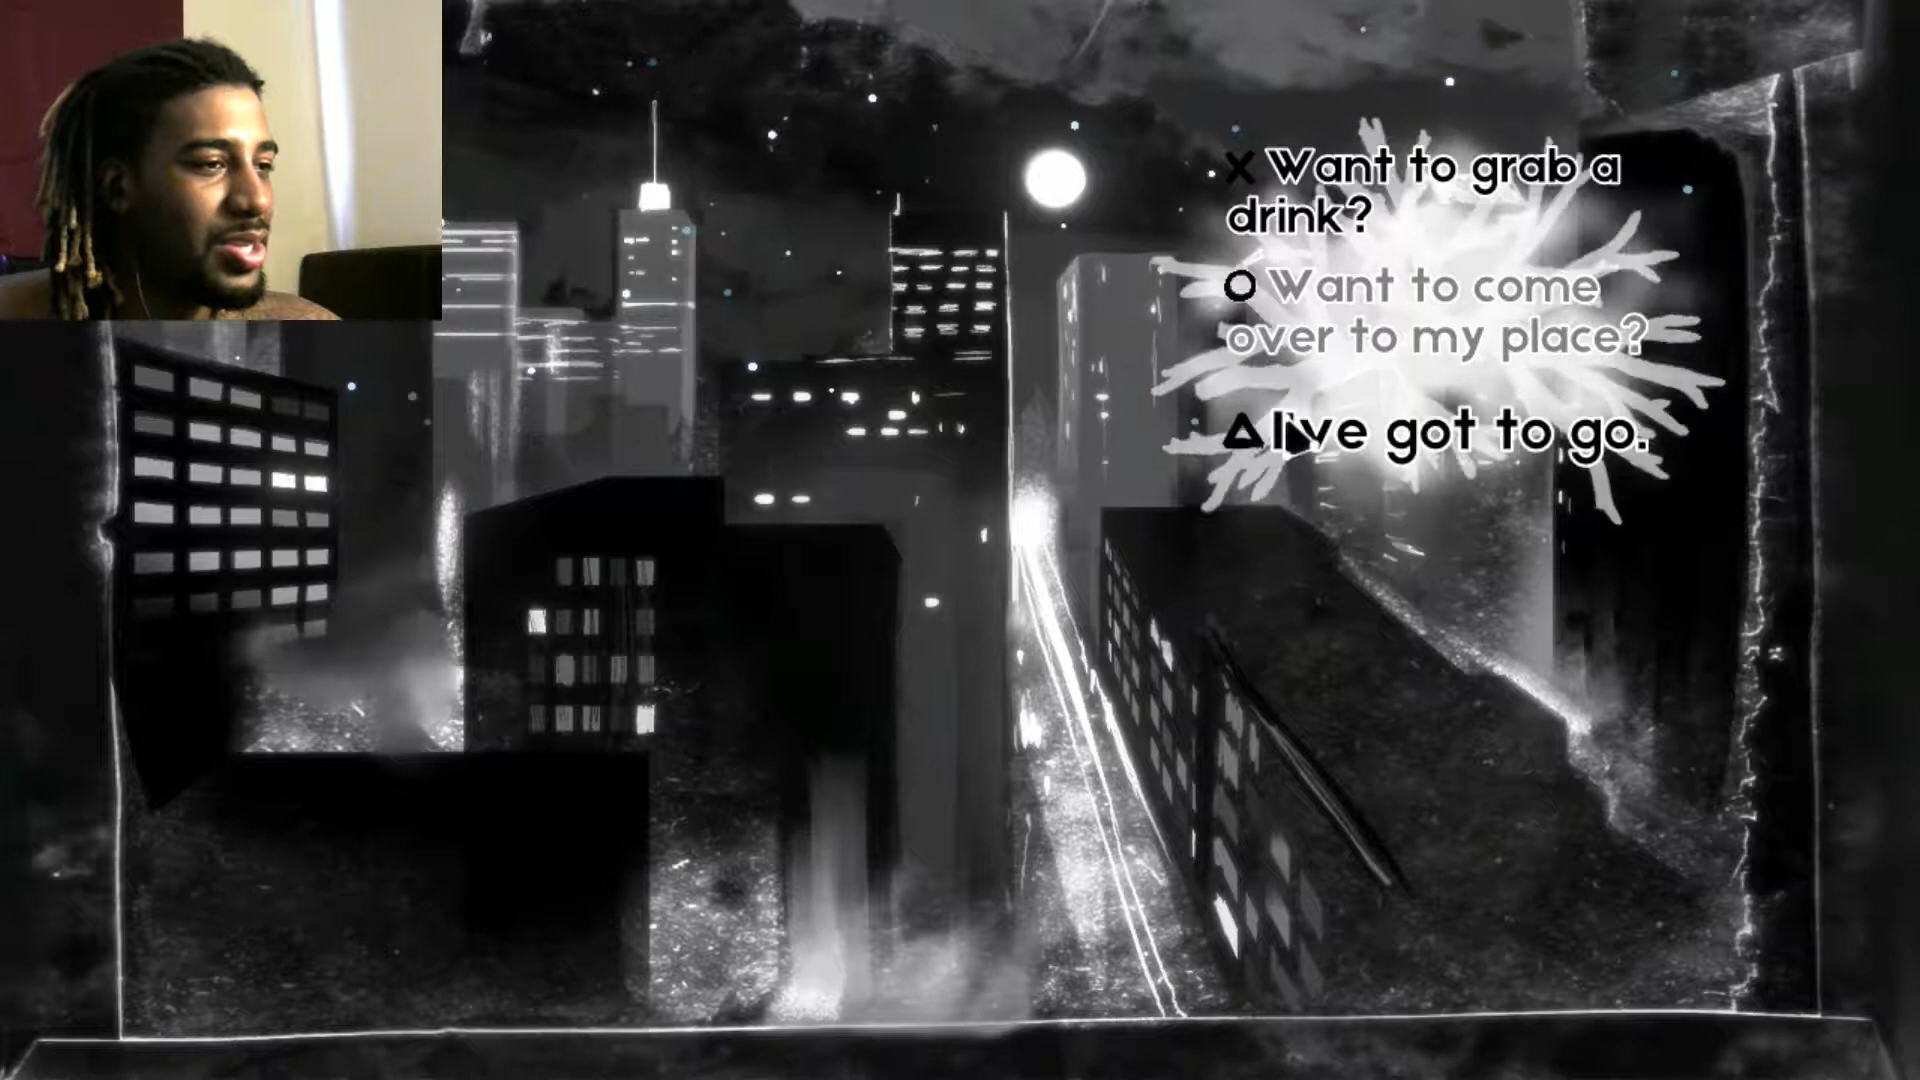 X Want to grab a
drink?
O Want to come
over to my place?
△ I've got to go.